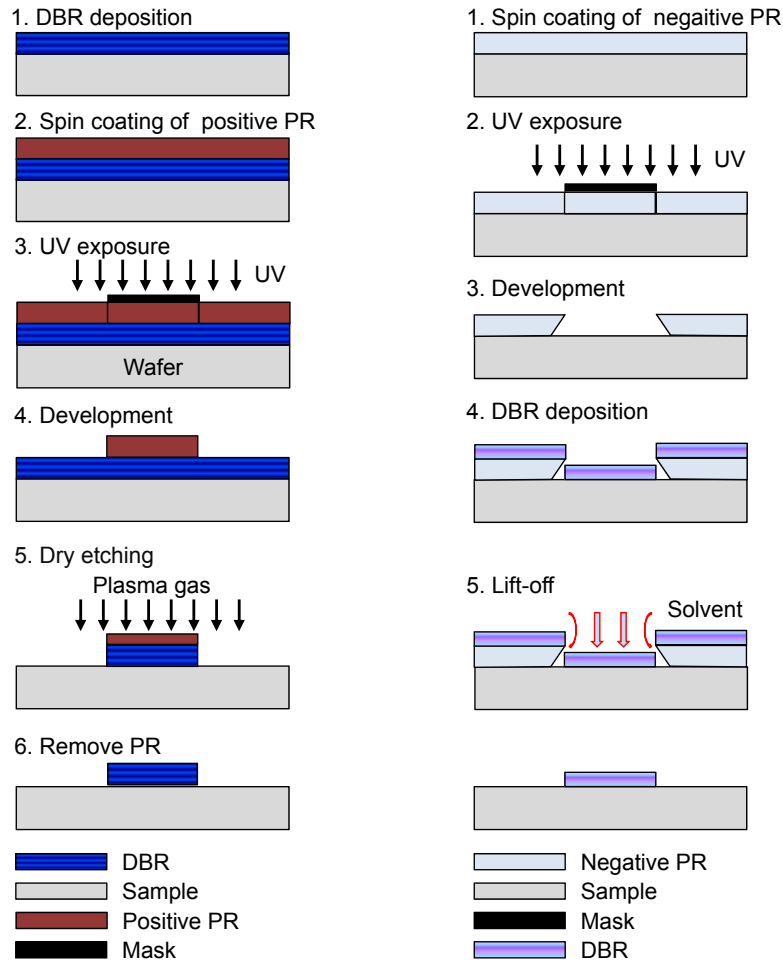 1. DBR deposition
2. Spin coating of positive PR
3. UV exposure
UV
Wafer
4. Development
5. Dry etching
Plasma gas
6. Remove PR
DBR
Sample
Positive PR
Mask
1. Spin coating of negaitive PR
2. UV exposure
UV
3. Development
4. DBR deposition
5. Lift-off
Solvent
Negative PR
Sample
Mask
DBR